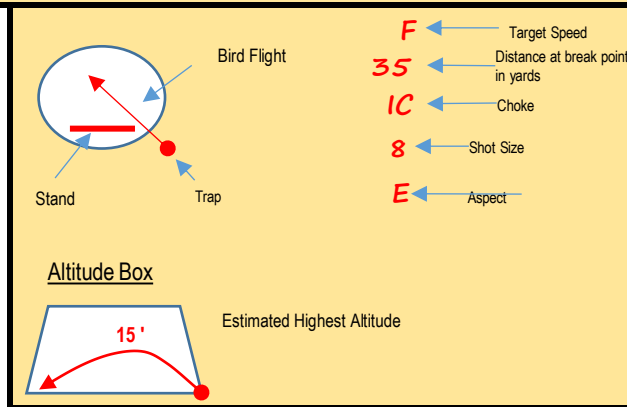 F
Target Speed
Bird Flight
35
Distance at break point
in yards
IC
Choke
8
Shot Size
Stand
Trap
E
Aspect
Altitude Box
15 '
Estimated Highest Altitude